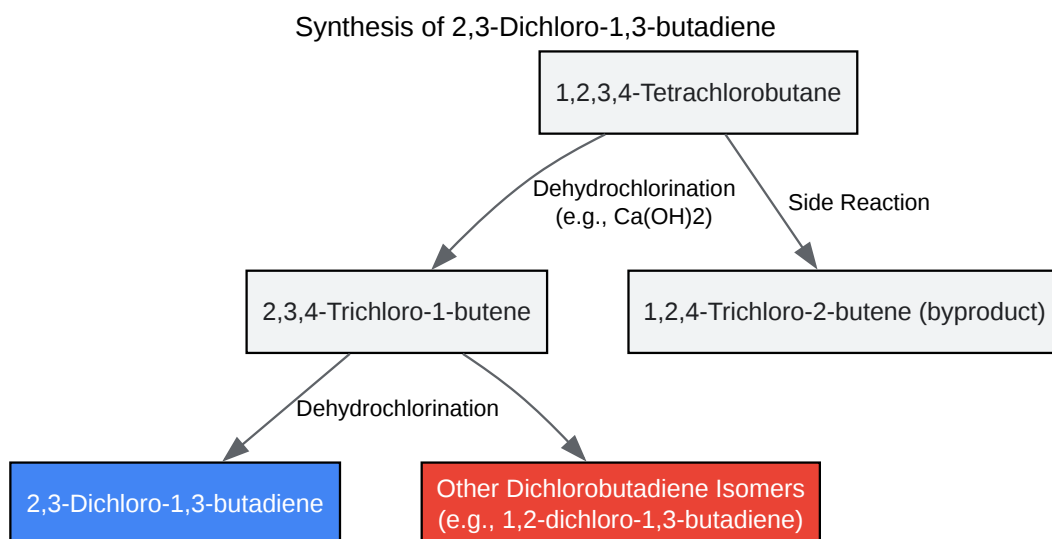 Synthesis of 2,3-Dichloro-1,3-butadiene
1,2,3,4-Tetrachlorobutane
Dehydrochlorination
(e.g., Ca(OH)2)
Side Reaction
2,3,4-Trichloro-1-butene
1,2,4-Trichloro-2-butene (byproduct)
Dehydrochlorination
2,3-Dichloro-1,3-butadiene
Other Dichlorobutadiene Isomers
(e.g., 1,2-dichloro-1,3-butadiene)